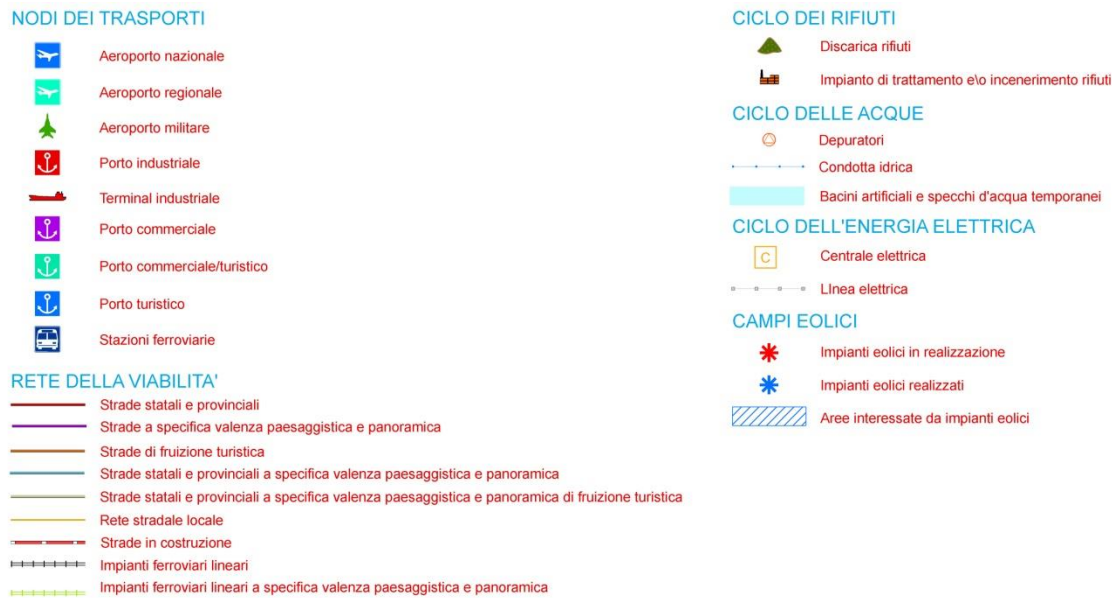 NODI DEI TRASPORTI
Aeroporto nazionale
Aeroporto regionale
Aeroporto militare
Porto industriale
Terminal industriale
Porto commerciale
Porto commerciale/turistico
Porto turistico
Stazioni ferroviarie
RETE DELLA VIABILITA'
Strade statali e provinciali
Strade a specifica valenza paesaggistica e panoramica
Strade di fruizione turistica
Strade statali e provinciali a specifica valenza paesaggistica e panoramica
Strade statali e provinciali a specifica valenza paesaggistica e panoramica di fruizione turistica
Rete stradale locale
Strade in costruzione
Impianti ferroviari lineari
Impianti ferroviari lineari a specifica valenza paesaggistica e panoramica
CICLO DEI RIFIUTI
Discarica rifiuti
Impianto di trattamento e\o incenerimento rifiuti
CICLO DELLE ACQUE
Depuratori
Condotta idrica
Bacini artificiali e specchi d'acqua temporanei
CICLO DELL'ENERGIA ELETTRICA
C
Centrale elettrica
LInea elettrica
CAMPI EOLICI
Impianti eolici in realizzazione
Impianti eolici realizzati
Aree interessate da impianti eolici